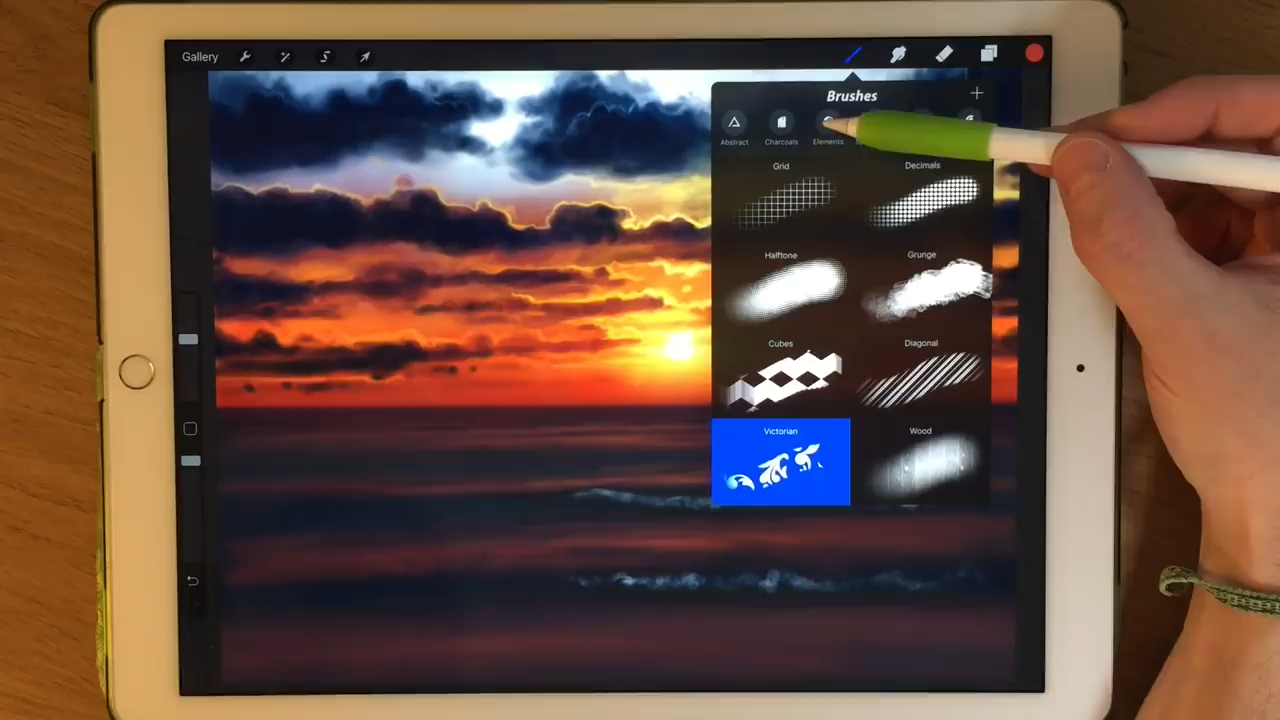 Gallery
Brushes
Abstract Charcoals Elements
Grid Decimals
Halftone Grunge
Cubes Diagonal
Victorian Wood